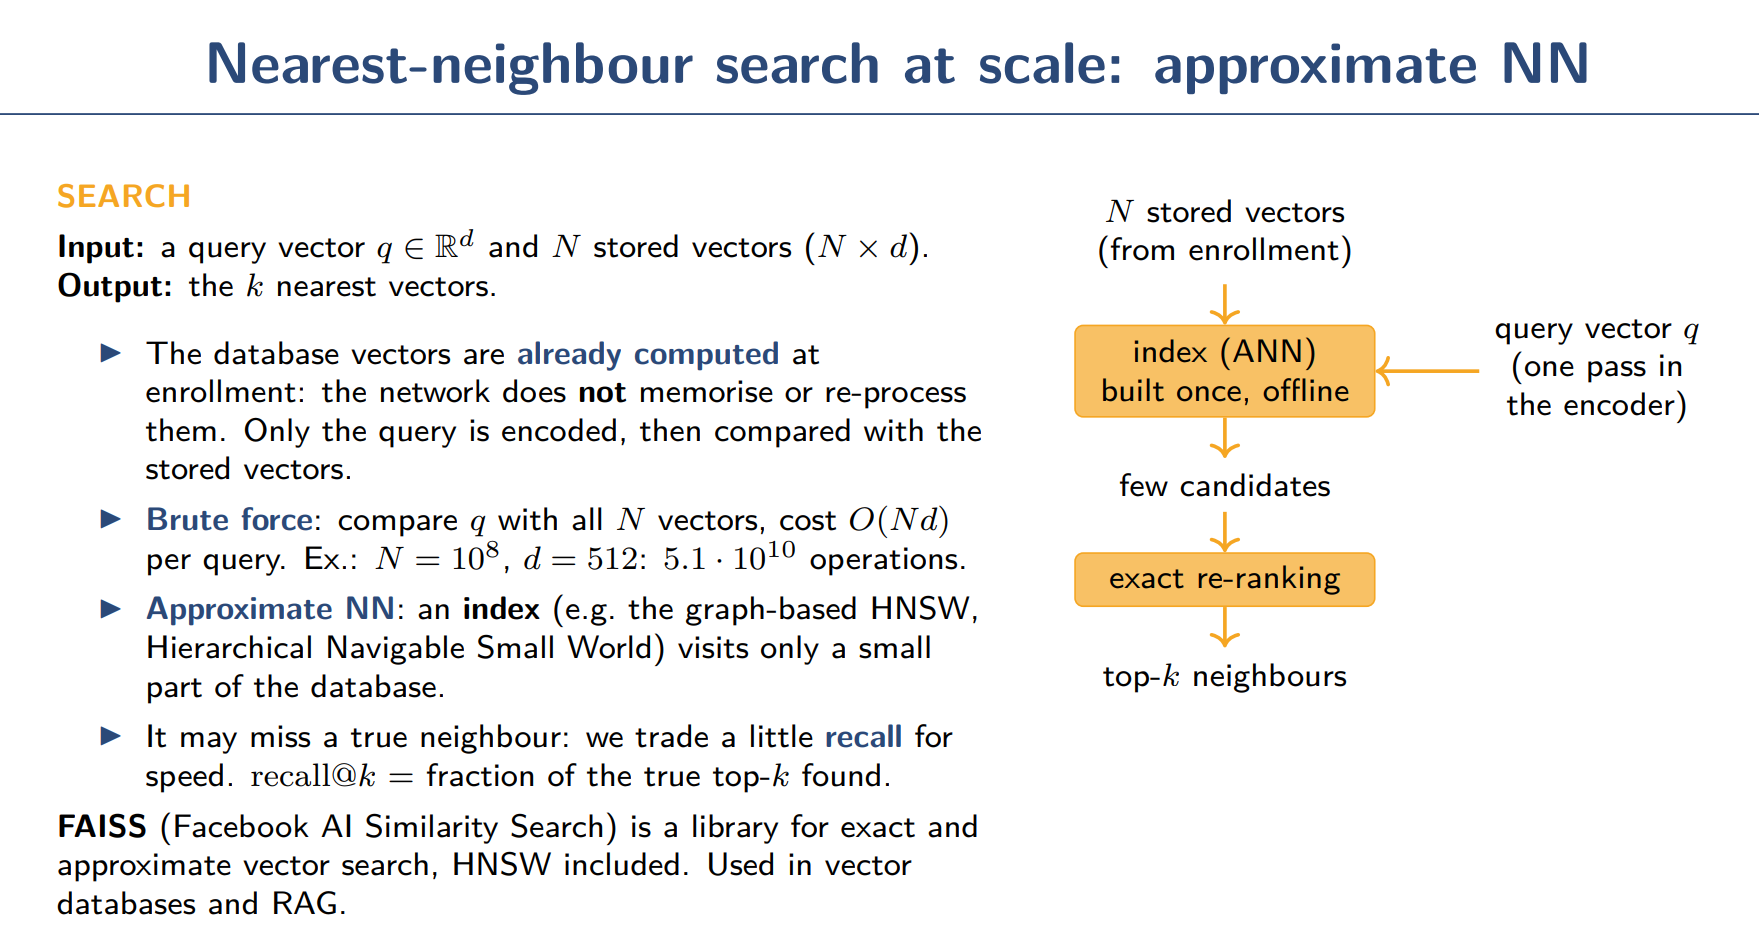 Nearest-neighbour search at scale: approximate NN
SEARCH
Input: a query vector q ∈ ℝ^d and N stored vectors (N × d).
Output: the k nearest vectors.
▶ The database vectors are already computed at
enrollment: the network does not memorise or re-process
them. Only the query is encoded, then compared with the
stored vectors.
▶ Brute force: compare q with all N vectors, cost O(Nd)
per query. Ex.: N = 10^8, d = 512: 5.1 · 10^10 operations.
▶ Approximate NN: an index (e.g. the graph-based HNSW,
Hierarchical Navigable Small World) visits only a small
part of the database.
▶ It may miss a true neighbour: we trade a little recall for
speed. recall@k = fraction of the true top-k found.
FAISS (Facebook AI Similarity Search) is a library for exact and
approximate vector search, HNSW included. Used in vector
databases and RAG.
N stored vectors
(from enrollment)
index (ANN)
built once, offline
query vector q
(one pass in
the encoder)
few candidates
exact re-ranking
top-k neighbours